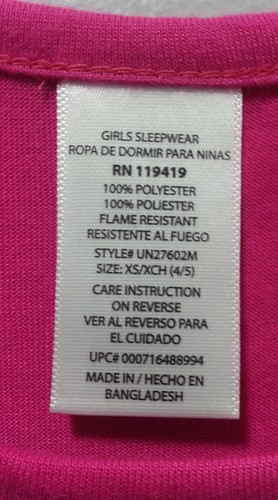 GIRLS SLEEPWEAR
ROPA DE DORMIR PARA NINAS
RN 119419
100% POLYESTER
100% POLIESTER
FLAME RESISTANT
RESISTENTE AL FUEGO
STYLE# UN27602M
SIZE: XS/XCH (4/5)
CARE INSTRUCTION
ON REVERSE
VER AL REVERSO PARA
EL CUIDADO
UPC# 000716488994
MADE IN / HECHO EN
BANGLADESH